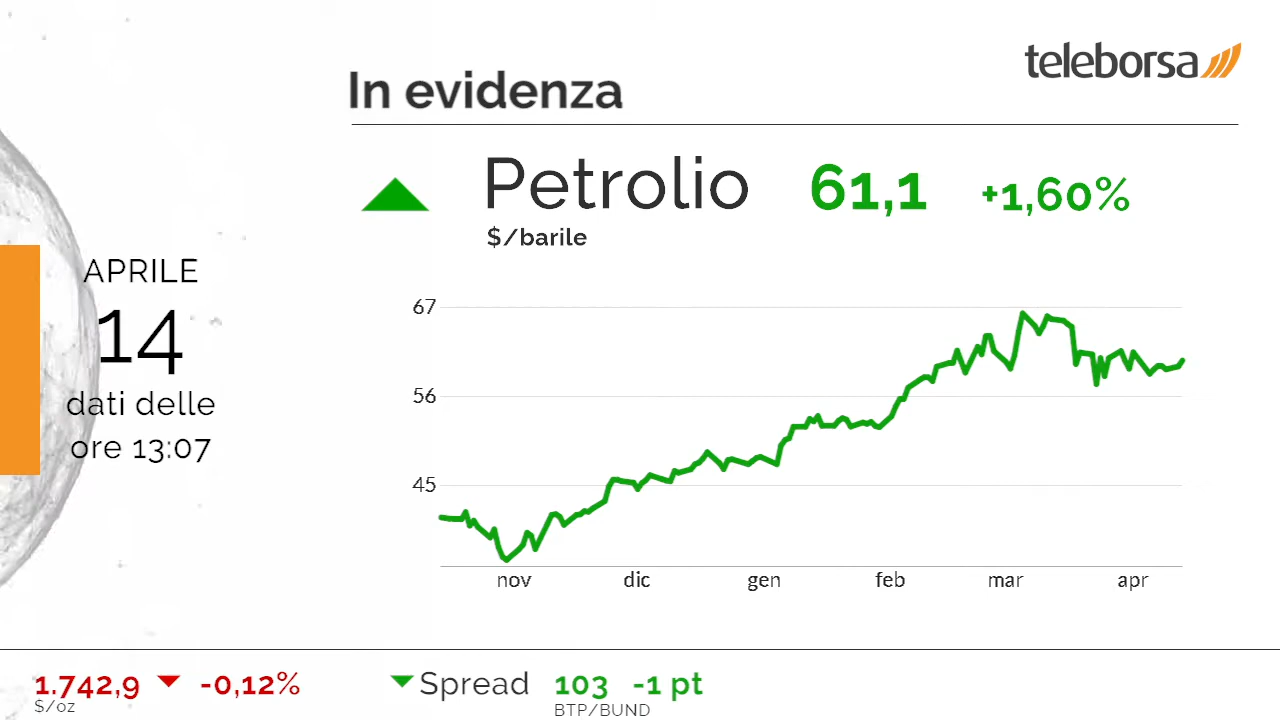 teleborsa
In evidenza
Petrolio 61,1 +1,60%
$/barile
APRILE
14
dati delle
ore 13:07
67
56
45
nov dic gen feb mar apr
1.742,9 -0,12% Spread 103 -1 pt
$/oz BTP/BUND